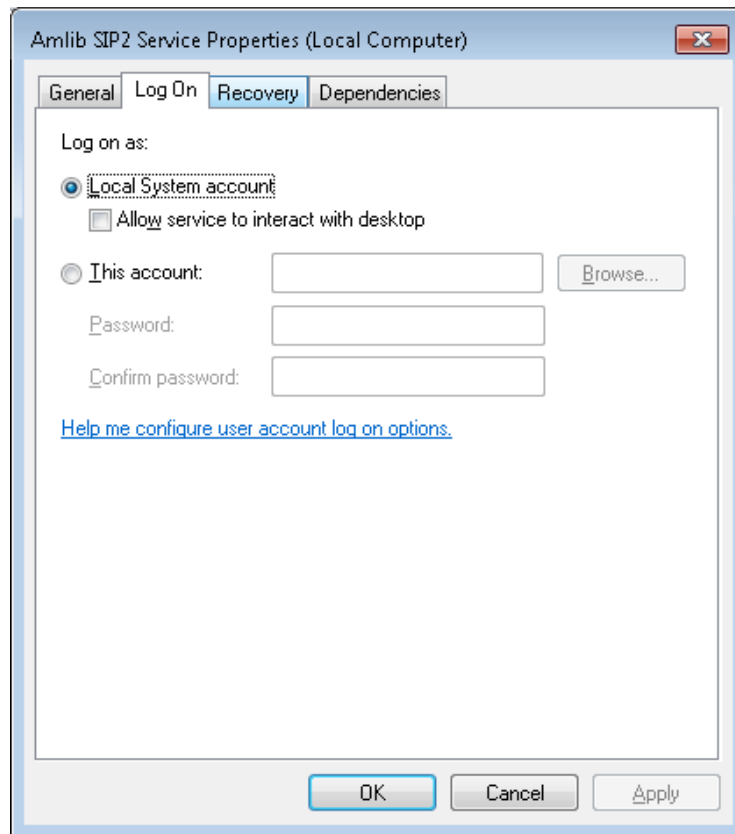 Amlib SIP2 Service Properties (Local Computer)
General Log On Recovery Dependencies
Log on as:
Local System account
Allow service to interact with desktop
This account: Browse...
Password:
Confirm password:
Help me configure user account log on options.
OK Cancel Apply